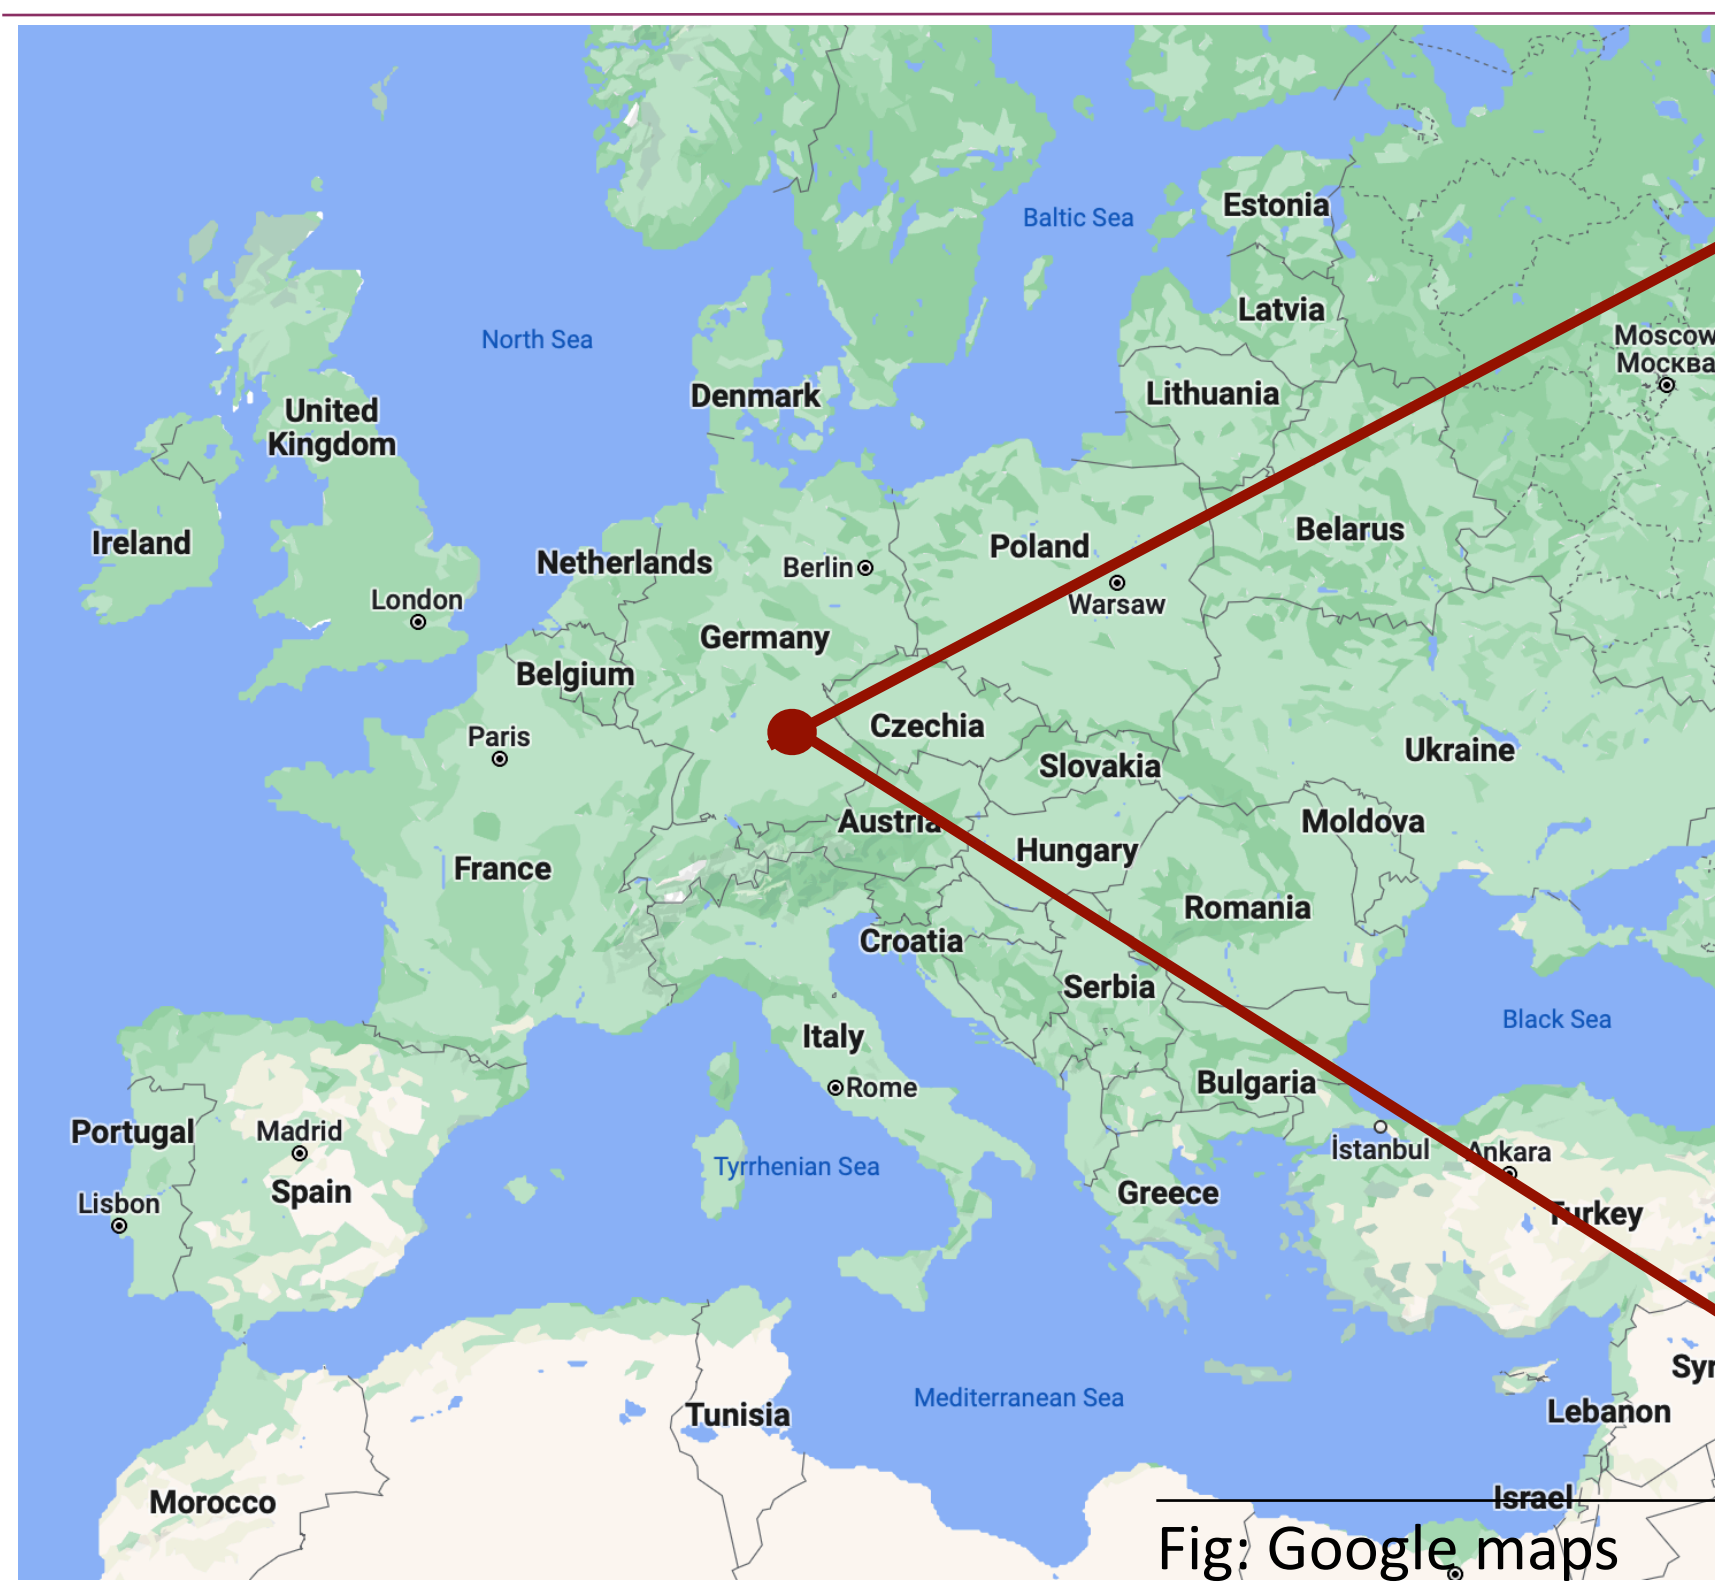 Estonia
Baltic Sea
Latvia
North Sea
Moscow
Москва
Denmark
Lithuania
United
Kingdom
Ireland
Belarus
Poland
Netherlands
Berlin
Warsaw
London
Germany
Belgium
Czechia
Paris
Ukraine
Slovakia
Austria
Moldova
Hungary
France
Romania
Croatia
Serbia
Black Sea
Italy
Bulgaria
Rome
Portugal
Madrid
İstanbul
Ankara
Tyrrhenian Sea
Spain
Greece
Lisbon
Turkey
Syr
Mediterranean Sea
Lebanon
Tunisia
Israel
Morocco
Fig: Google maps